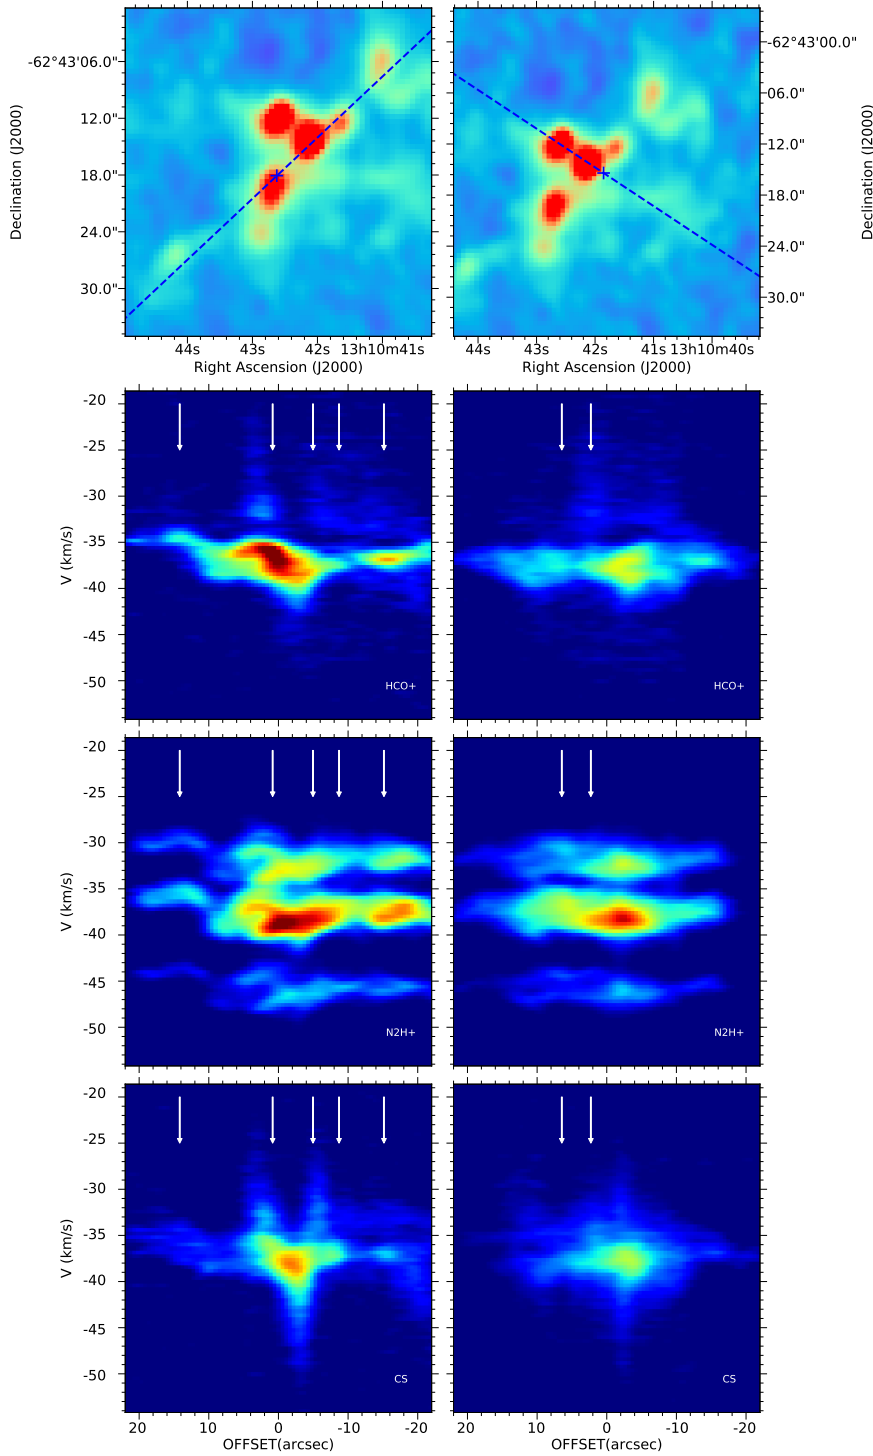 -62°43'06.0"
12.0"
18.0"
24.0"
30.0"
Declination (J2000)
44s 43s 42s 13h10m41s
Right Ascension (J2000)
-62°43'00.0"
06.0"
12.0"
18.0"
24.0"
30.0"
Declination (J2000)
44s 43s 42s 41s 13h10m40s
Right Ascension (J2000)
-20
-25
-30
-35
-40
-45
-50
V (km/s)
HCO+
HCO+
-20
-25
-30
-35
-40
-45
-50
V (km/s)
N2H+
N2H+
-20
-25
-30
-35
-40
-45
-50
V (km/s)
CS
CS
20 10 0 -10 -20
OFFSET(arcsec)
20 10 0 -10 -20
OFFSET(arcsec)